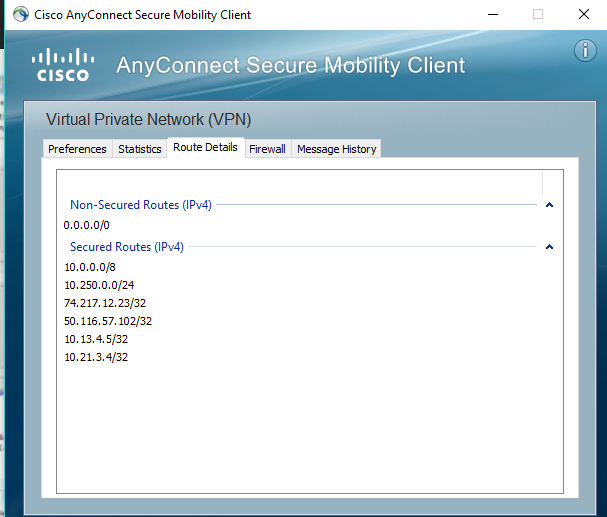 Cisco AnyConnect Secure Mobility Client
CISCO
AnyConnect Secure Mobility Client
Virtual Private Network (VPN)
Preferences Statistics Route Details Firewall Message History
Non-Secured Routes (IPv4)
0.0.0.0/0
Secured Routes (IPv4)
10.0.0.0/8
10.250.0.0/24
74.217.12.23/32
50.116.57.102/32
10.13.4.5/32
10.21.3.4/32